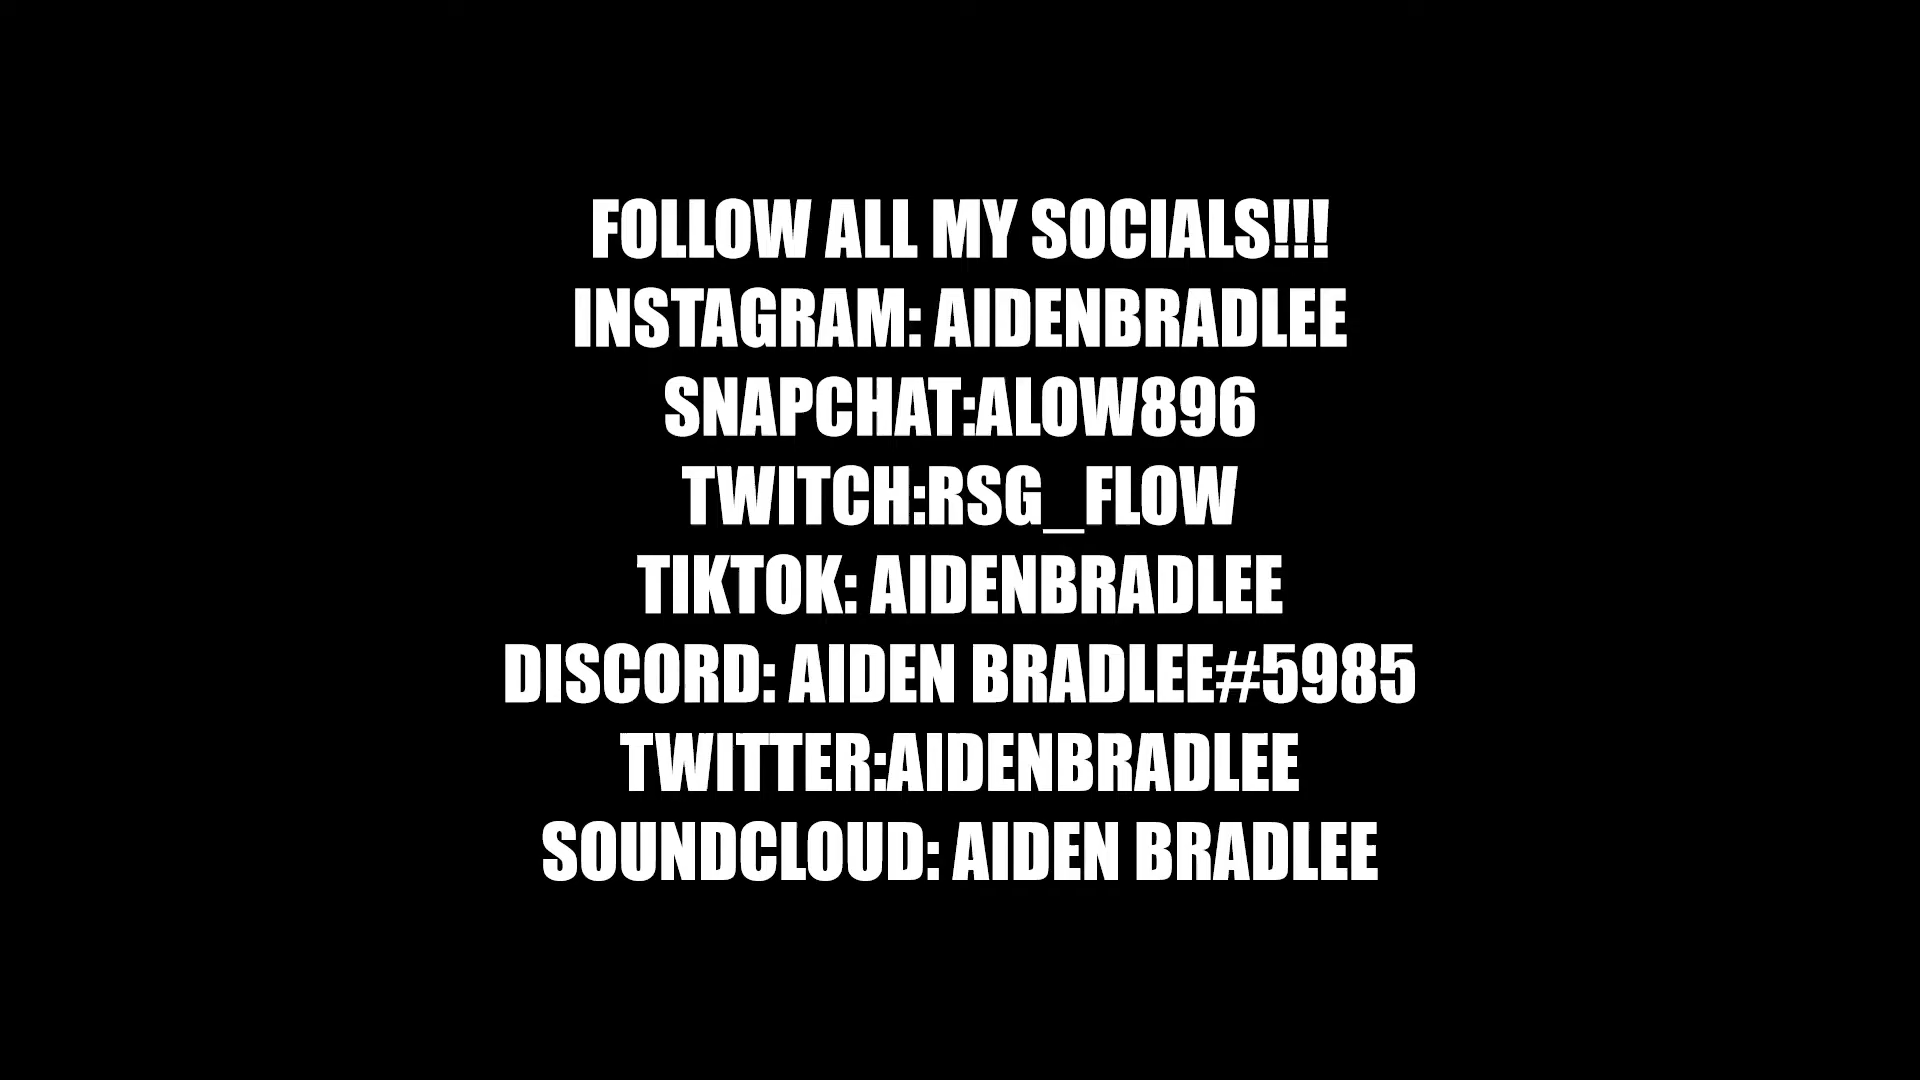 FOLLOW ALL MY SOCIALS!!!
INSTAGRAM: AIDENBRADLEE
SNAPCHAT:ALOW896
TWITCH:RSG_FLOW
TIKTOK: AIDENBRADLEE
DISCORD: AIDEN BRADLEE#5985
TWITTER:AIDENBRADLEE
SOUNDCLOUD: AIDEN BRADLEE